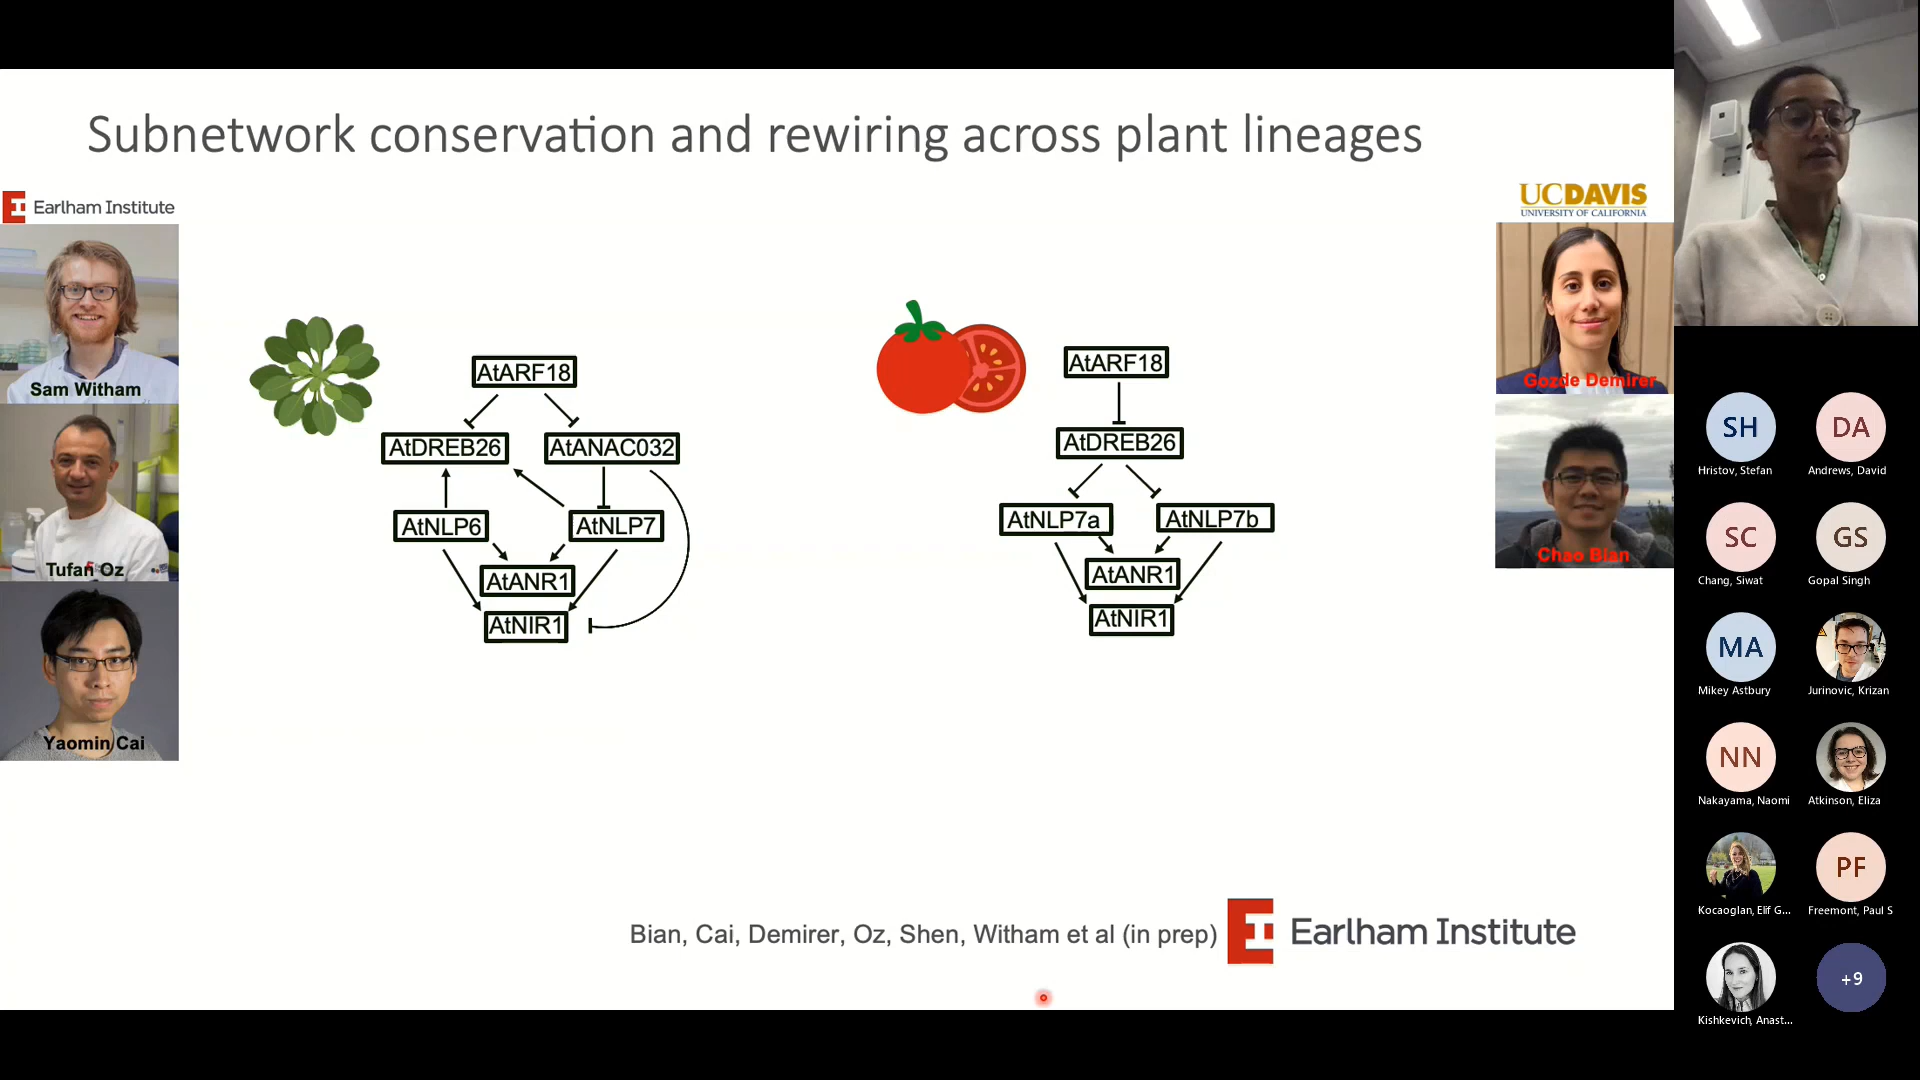 Subnetwork conservation and rewiring across plant lineages
Earlham Institute
Sam Witham
Tufan Oz
Yaomin Cai
AtARF18
AtDREB26
AtANAC032
AtNLP6
AtNLP7
AtANR1
AtNIR1
AtARF18
AtDREB26
AtNLP7a
AtNLP7b
AtANR1
AtNIR1
UCDAVIS
UNIVERSITY OF CALIFORNIA
Gozde Demirer
Chao Bian
Bian, Cai, Demirer, Oz, Shen, Witham et al (in prep)
Earlham Institute
SH
DA
Hristov, Stefan
Andrews, David
SC
GS
Chang, Siwat
Gopal Singh
MA
Mikey Astbury
Jurinovic, Krizan
NN
Nakayama, Naomi
Atkinson, Eliza
PF
Kocaoglan, Elif G...
Freemont, Paul S
+9
Kishkevich, Anast...